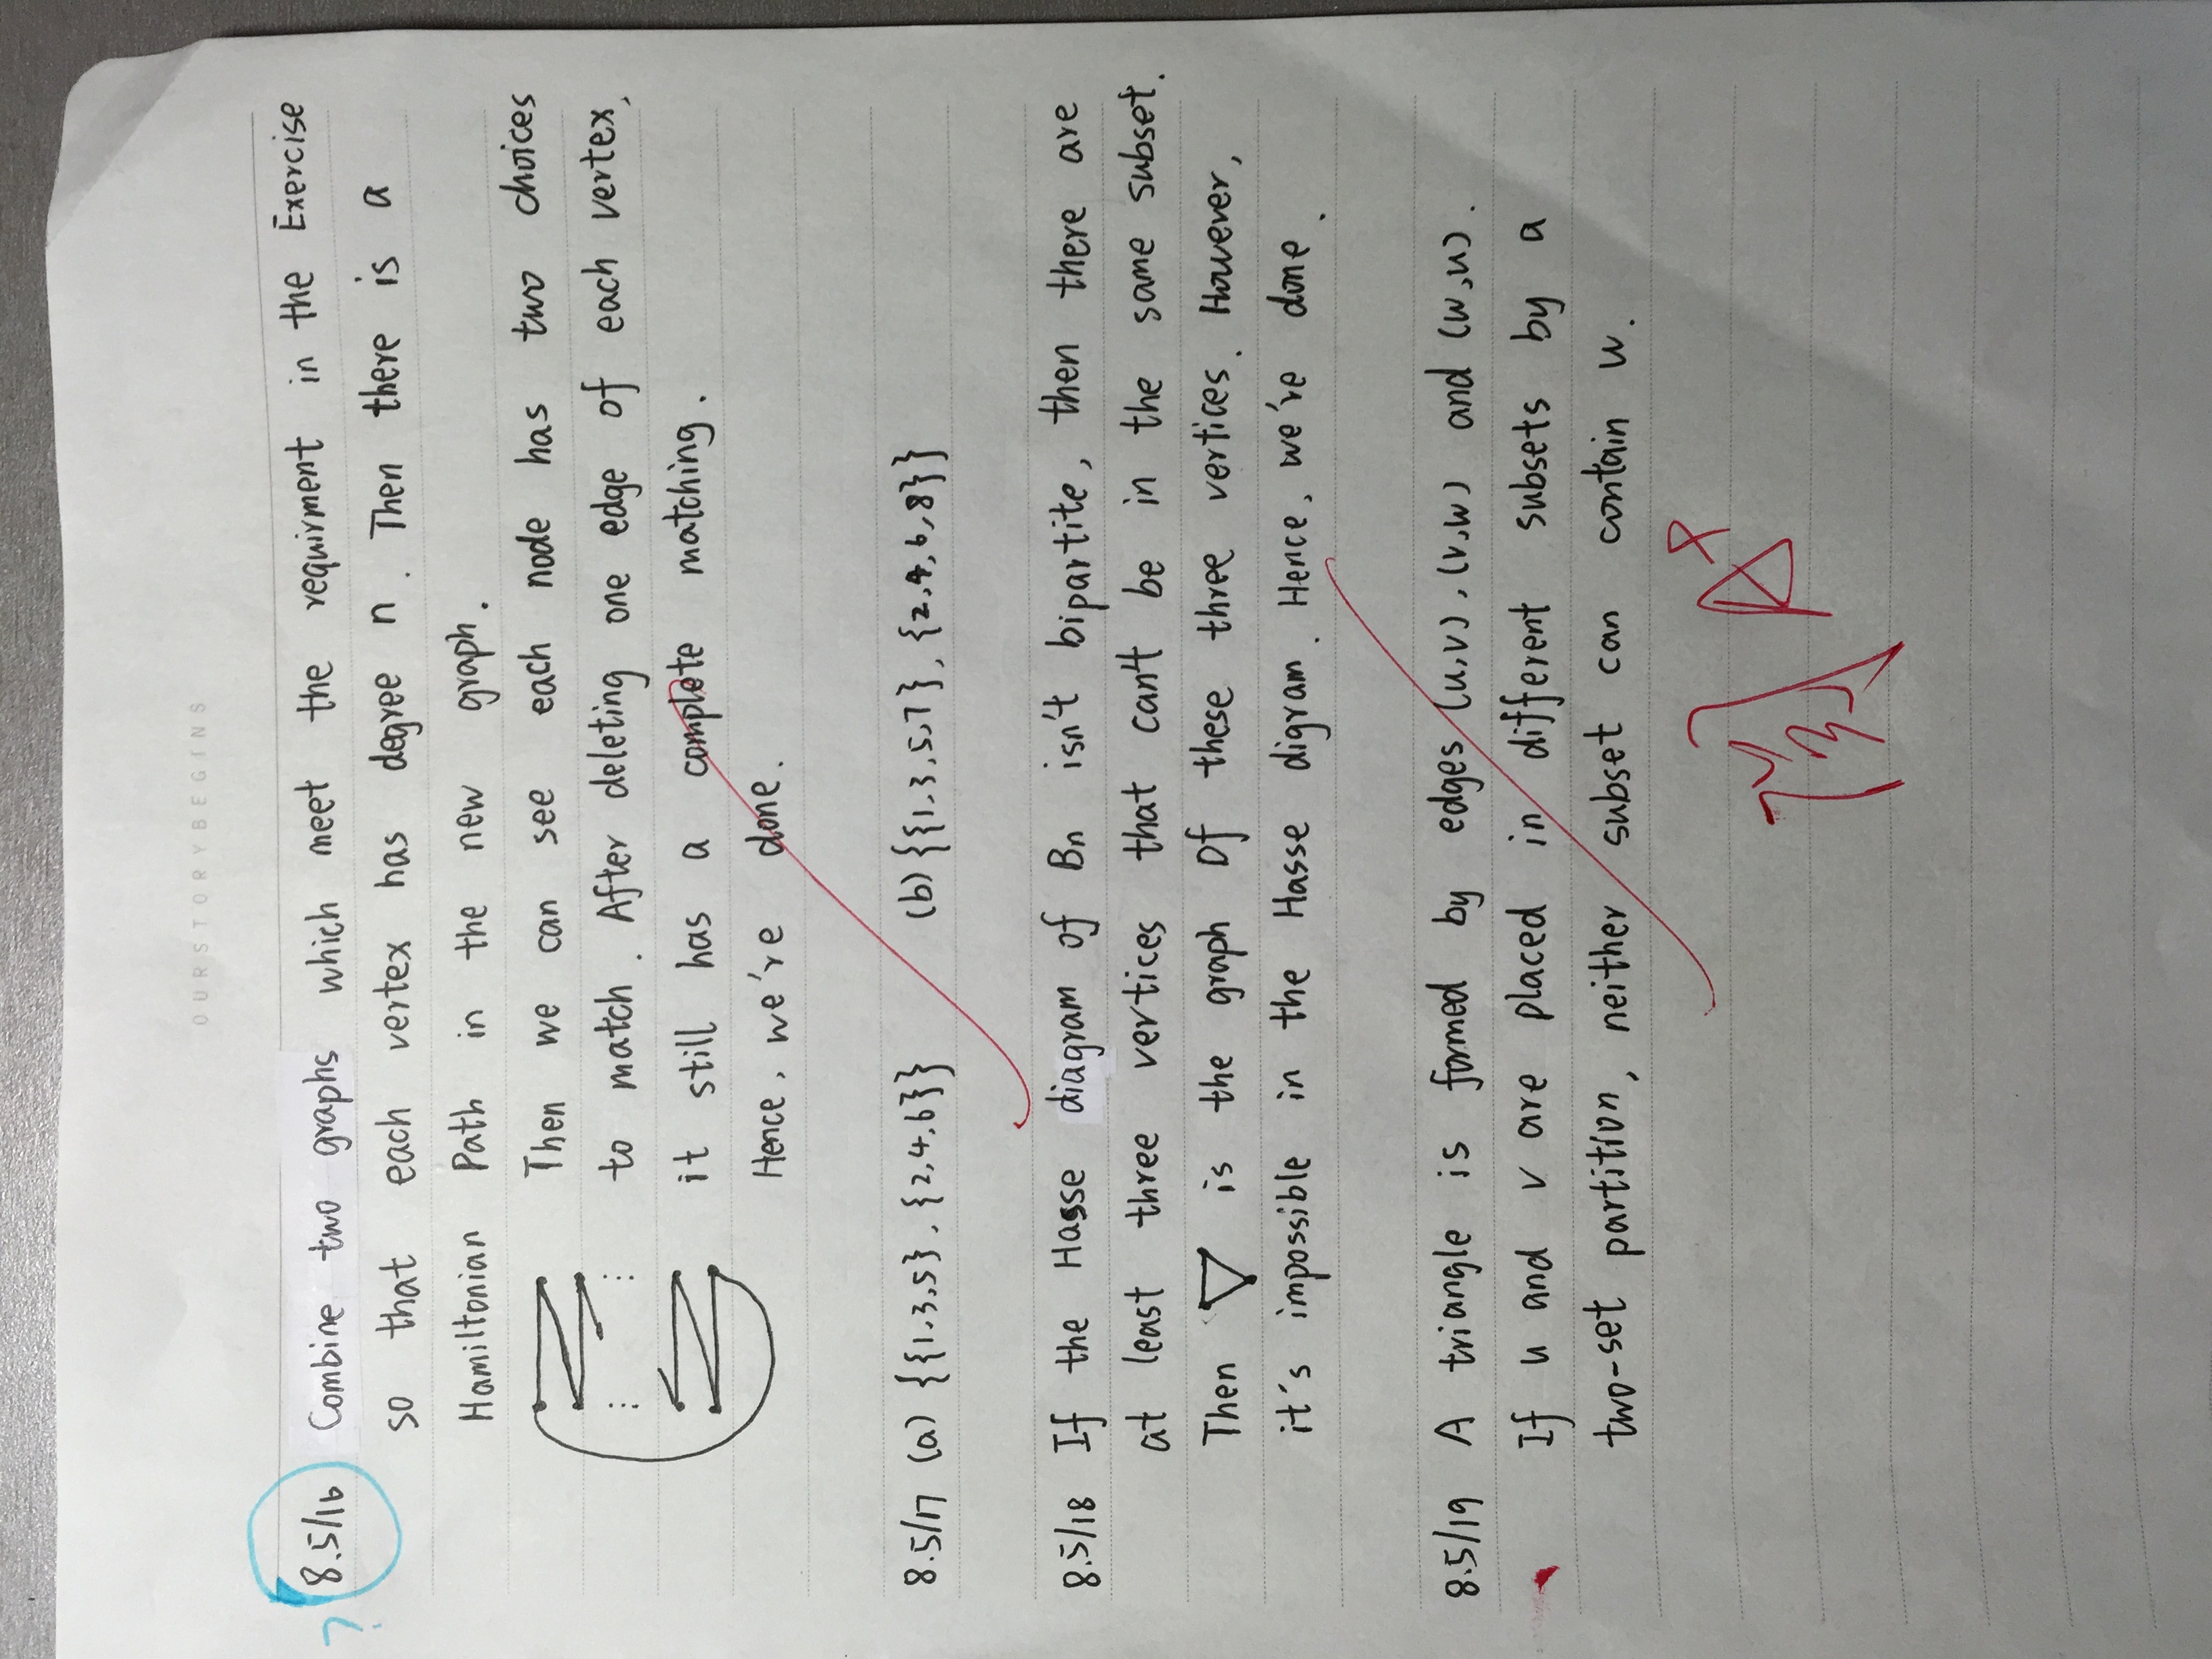 OURSTORYBEGINS
? 8.5/16 Combine two graphs which meet the requirment in the Exercise
so that each vertex has degree n. Then there is a
Hamiltonian Path in the new graph.
Then we can see each node has two choices
to match. After deleting one edge of each vertex,
it still has a complete matching.
Hence, we're done.
8.5/17 (a) {{1,3,5}, {2,4,6}} (b) {{1,3,5,7}, {2,4,6,8}}
8.5/18 If the Hasse diagram of Bn isn't bipartite, then there are
at least three vertices that can't be in the same subset.
Then is the graph of these three vertices. However,
it's impossible in the Hasse digram. Hence, we're done.
8.5/19 A triangle is formed by edges (u,v), (v,w) and (w,u).
If u and v are placed in different subsets by a
two-set partition, neither subset can contain w.
阅 A+